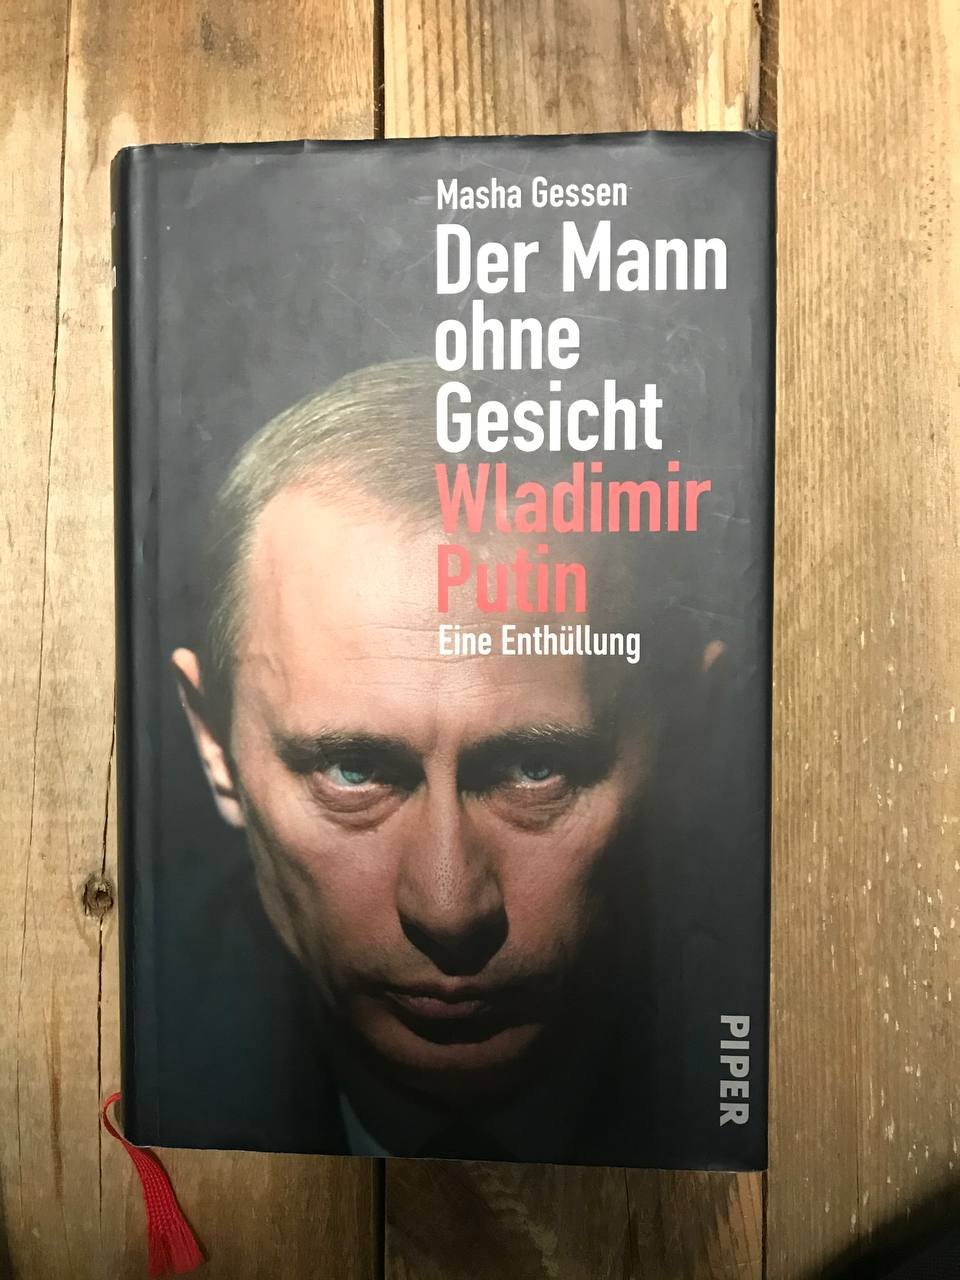 Masha Gessen
Der Mann
ohne
Gesicht
Wladimir
Putin
Eine Enthüllung
PIPER